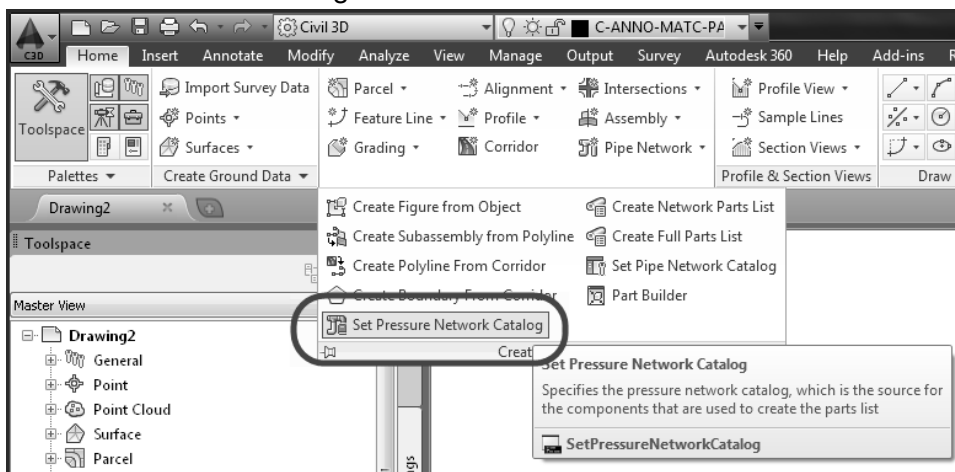 Civil 3D C-ANNO-MATC-PA
C3D Home Insert Annotate Modify Analyze View Manage Output Survey Autodesk 360 Help Add-ins
Import Survey Data Parcel Alignment Intersections Profile View
Toolspace Points Feature Line Profile Assembly Sample Lines
Surfaces Grading Corridor Pipe Network Section Views
Palettes Create Ground Data Profile & Section Views Draw
Drawing2
Create Figure from Object Create Network Parts List
Toolspace Create Subassembly from Polyline Create Full Parts List
Create Polyline From Corridor Set Pipe Network Catalog
Master View Create Boundary From Corridor Part Builder
Set Pressure Network Catalog
Drawing2
Creat
General
Set Pressure Network Catalog
Point
Specifies the pressure network catalog, which is the source for
the components that are used to create the parts list
Point Cloud
Surface
SetPressureNetworkCatalog
Parcel